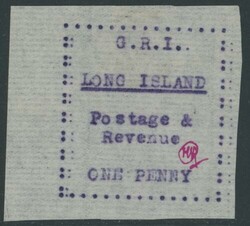 G.R.I.
LONG ISLAND
Postage &
Revenue
ONE PENNY